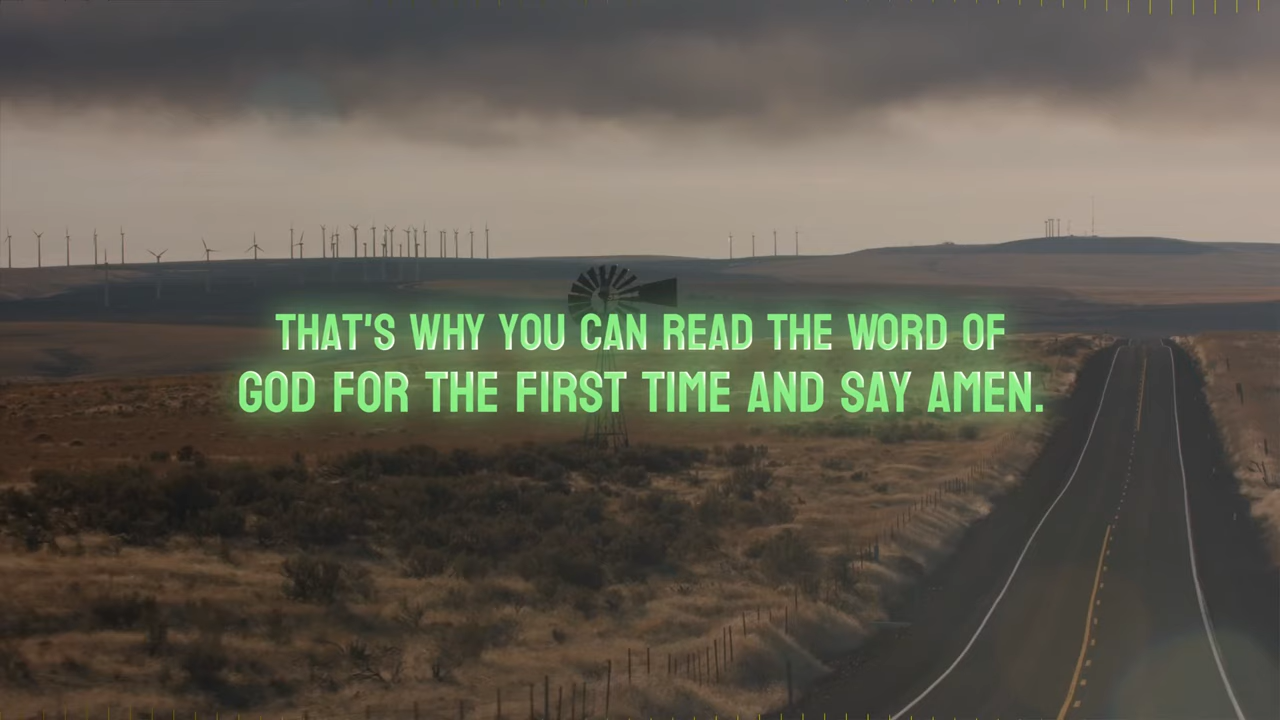 THAT'S WHY YOU CAN READ THE WORD OF
GOD FOR THE FIRST TIME AND SAY AMEN.